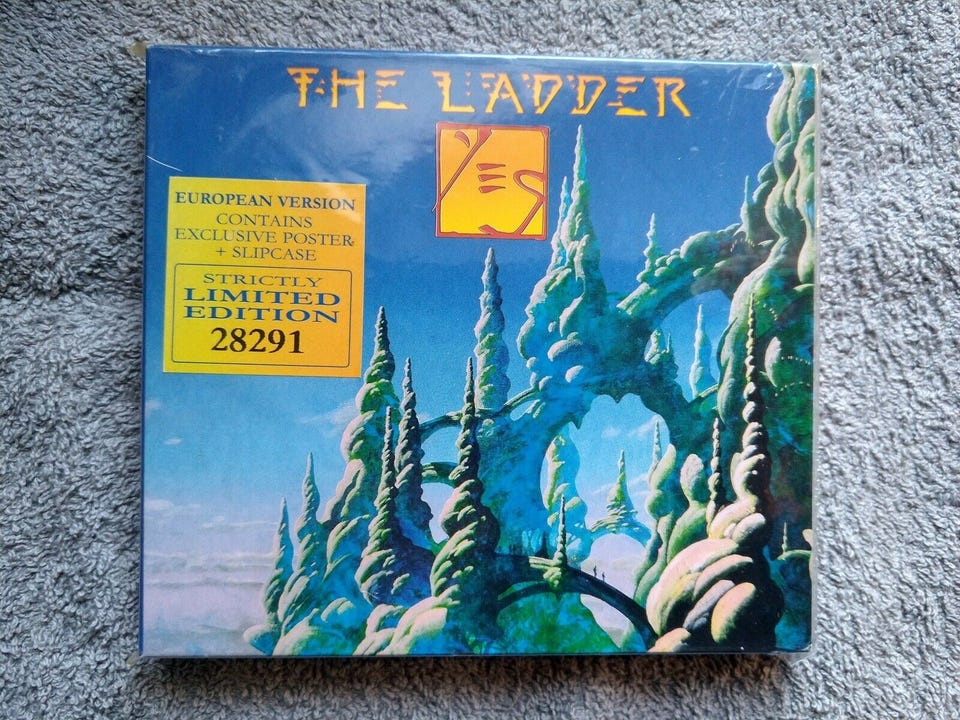 THE LADDER
YES
EUROPEAN VERSION
CONTAINS
EXCLUSIVE POSTER
+ SLIPCASE
STRICTLY
LIMITED
EDITION
28291